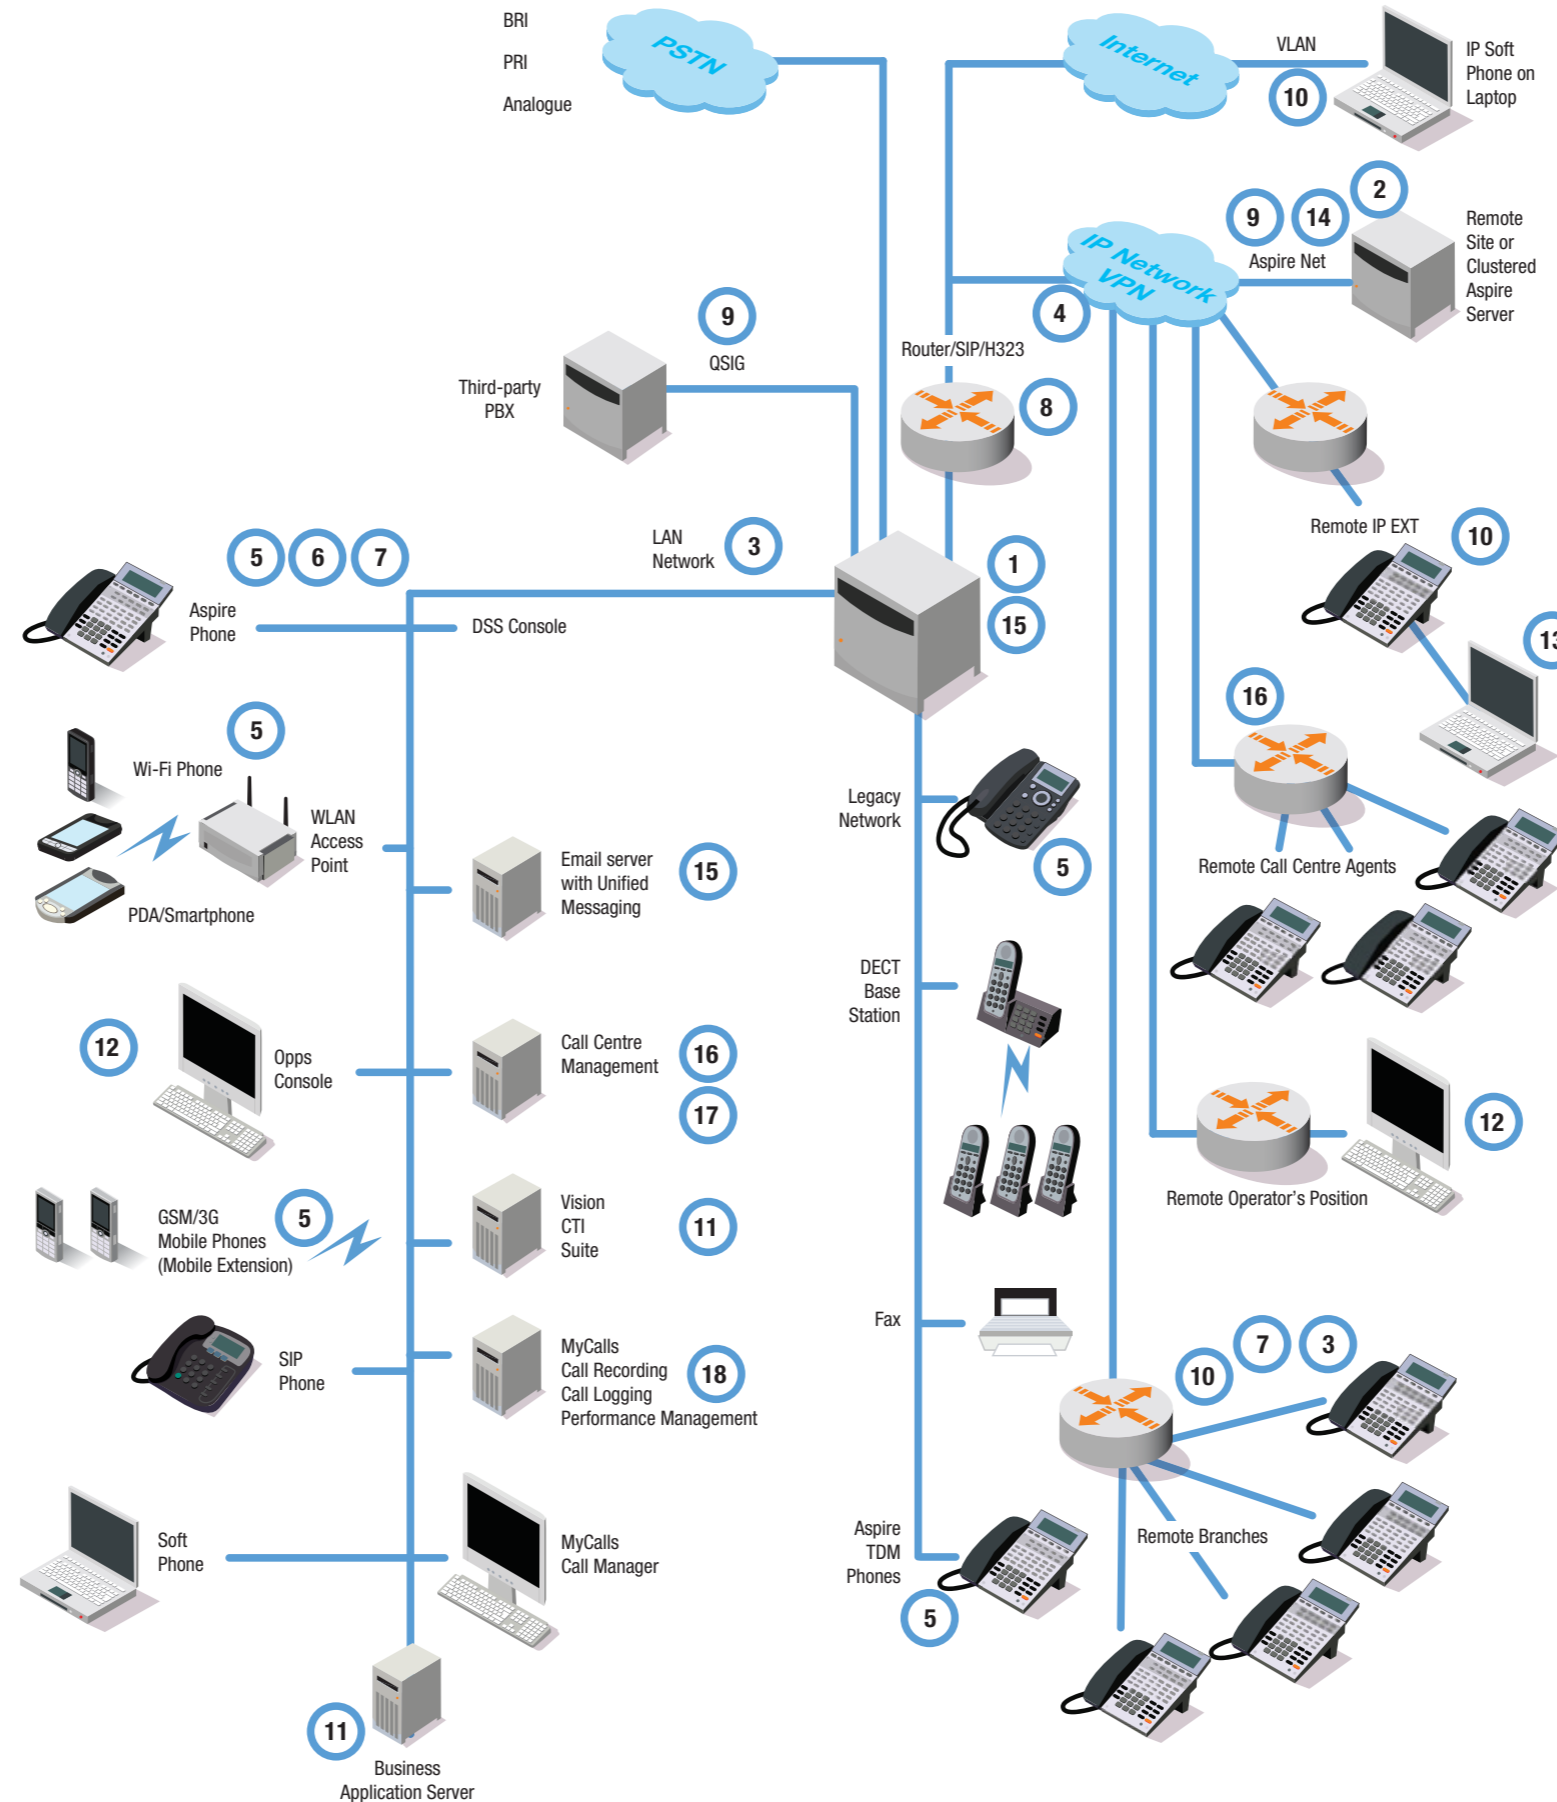 BRI
PRI
Analogue
PSTN
Internet
VLAN
10
IP Soft
Phone on
Laptop
9
14
2
Aspire Net
Remote
Site or
Clustered
Aspire
Server
IP Network
VPN
4
9
QSIG
Third-party
PBX
Router/SIP/H323
8
Remote IP EXT
10
13
LAN
Network
3
1
15
5
6
7
Aspire
Phone
DSS Console
5
Wi-Fi Phone
WLAN
Access
Point
PDA/Smartphone
Email server
with Unified
Messaging
15
Legacy
Network
5
16
Remote Call Centre Agents
DECT
Base
Station
12
Opps
Console
Call Centre
Management
16
17
12
Remote Operator's Position
GSM/3G
Mobile Phones
(Mobile Extension)
5
Vision
CTI
Suite
11
Fax
SIP
Phone
MyCalls
Call Recording
Call Logging
Performance Management
18
10
7
3
Remote Branches
Soft
Phone
MyCalls
Call Manager
Aspire
TDM
Phones
5
11
Business
Application Server